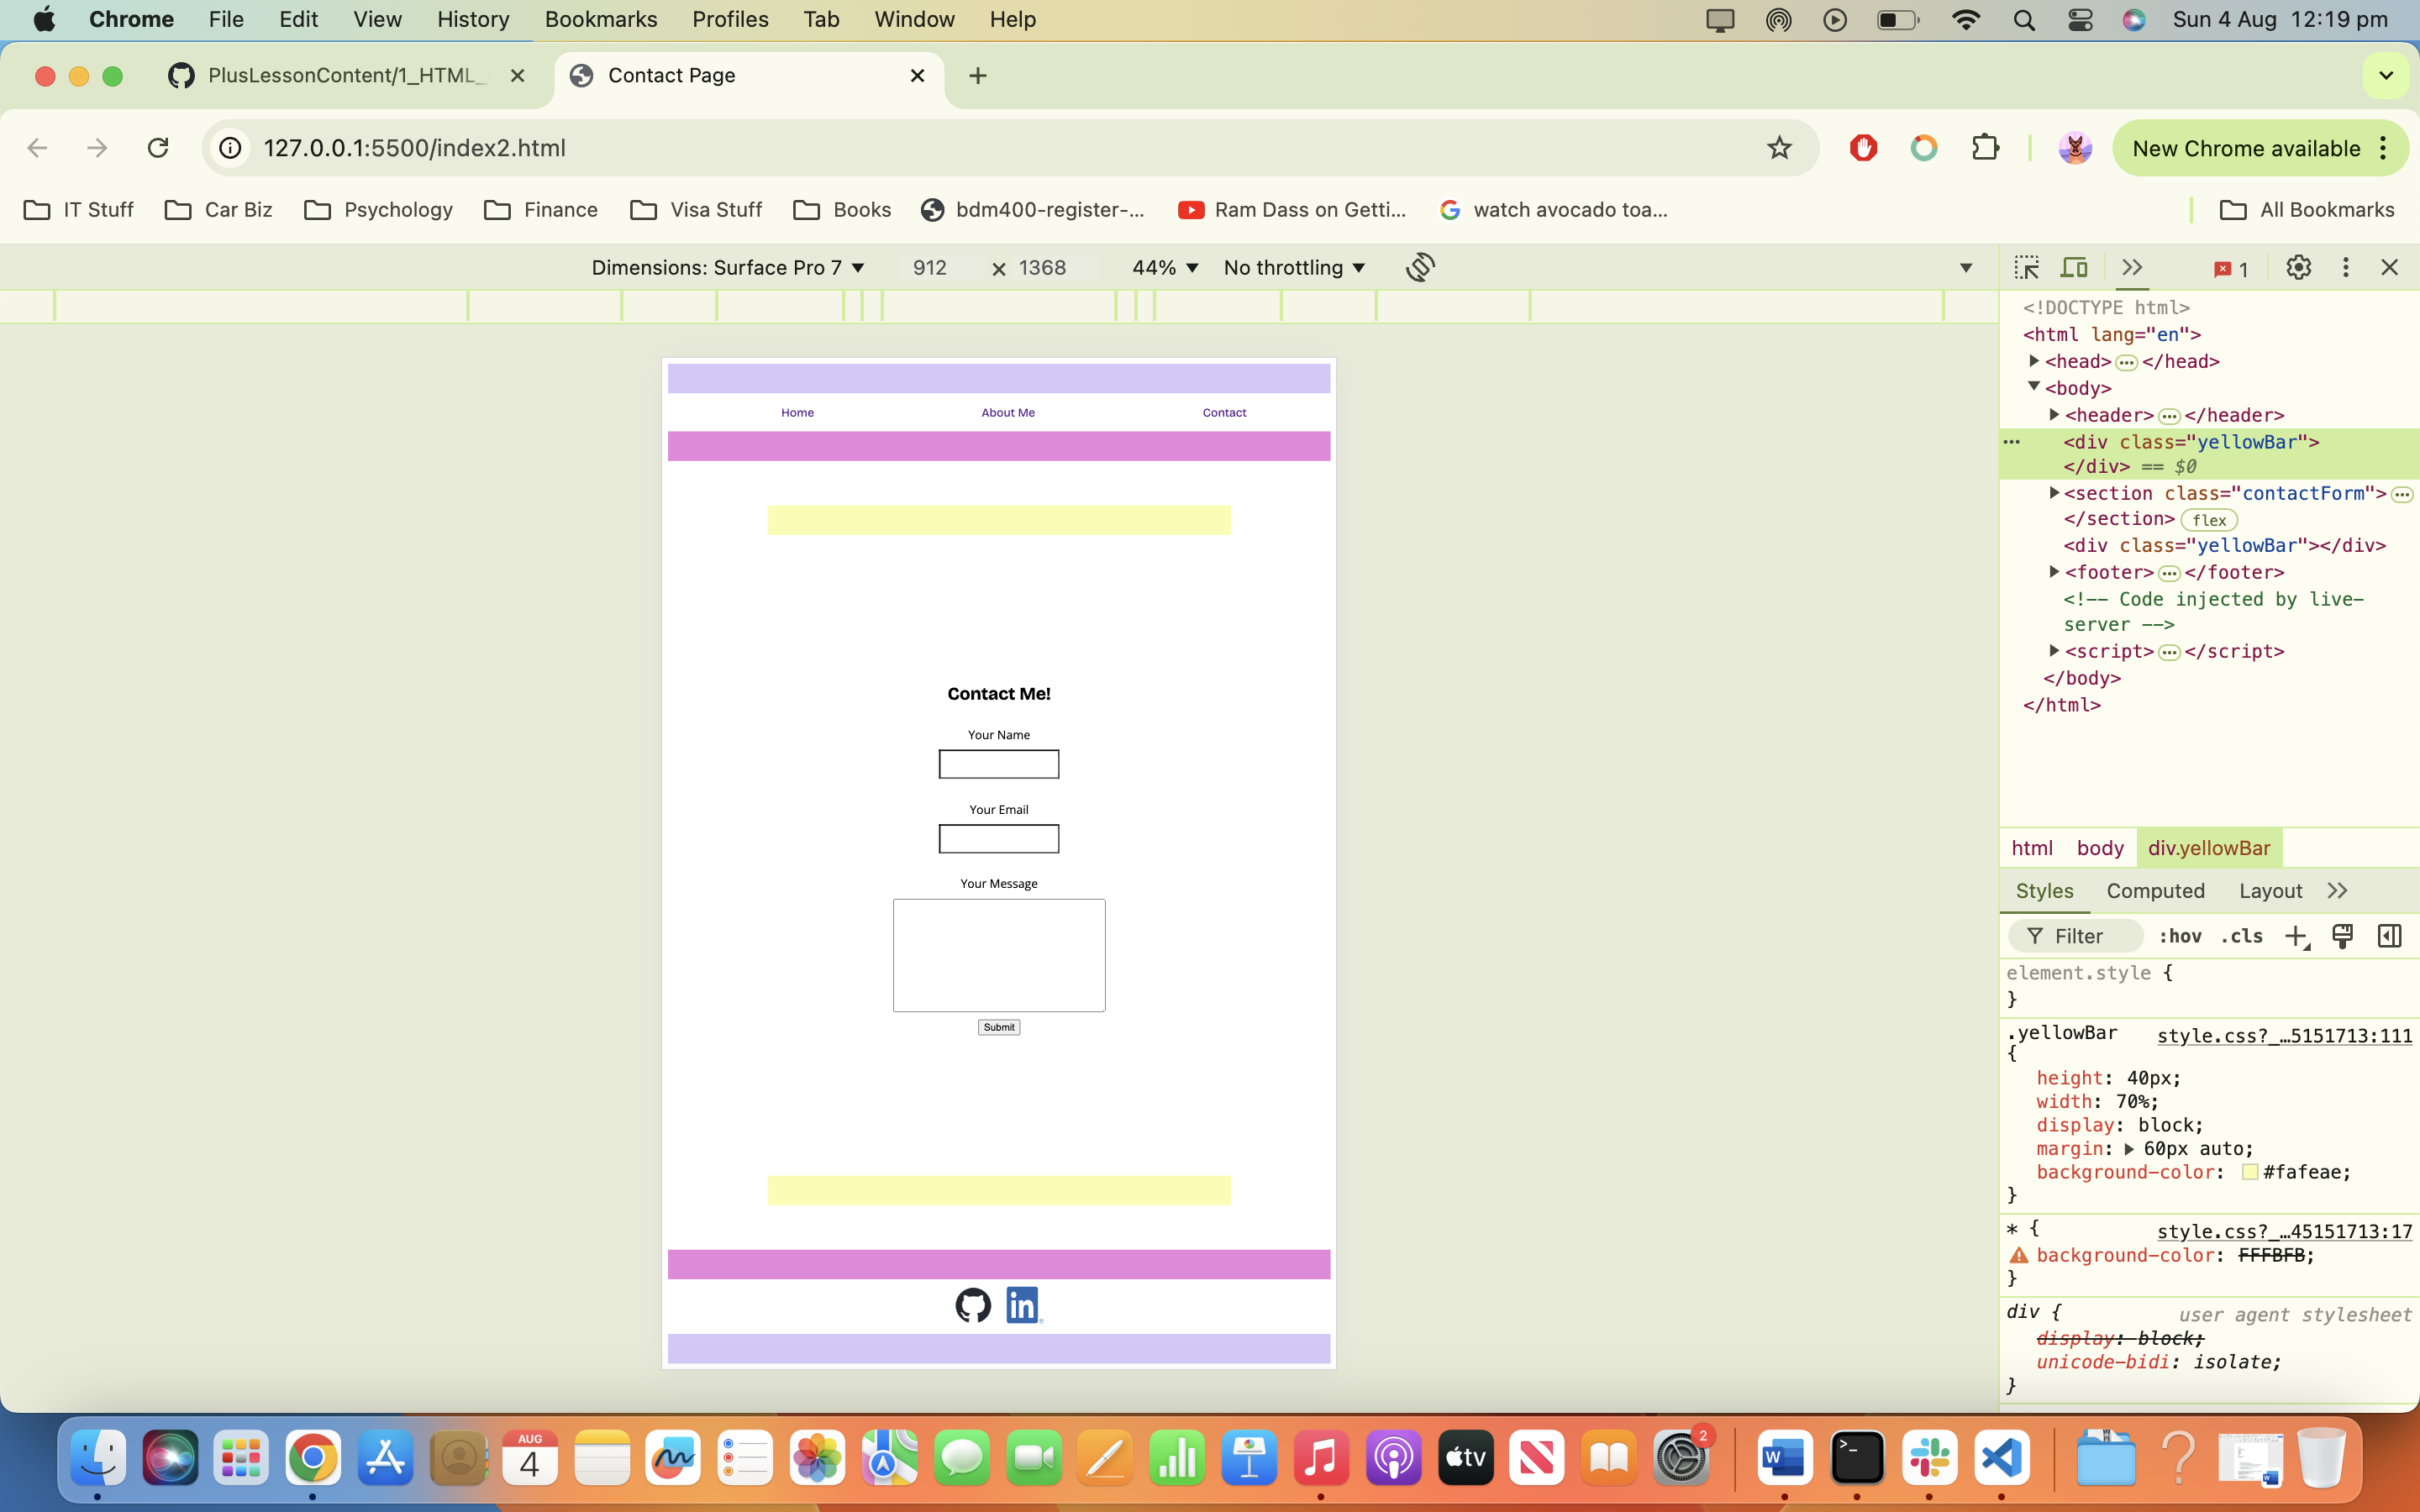 Chrome File Edit View History Bookmarks Profiles Tab Window Help Sun 4 Aug 12:19 pm
PlusLessonContent/1_HTML_ Contact Page
127.0.0.1:5500/index2.html New Chrome available
IT Stuff Car Biz Psychology Finance Visa Stuff Books bdm400-register-... Ram Dass on Getti... watch avocado toa... All Bookmarks
Dimensions: Surface Pro 7 912 × 1368 44% No throttling 1
<!DOCTYPE html>
<html lang="en">
<head>…</head>
<body>
<header>…</header>
<div class="yellowBar">
</div> == $0
<section class="contactForm">…
</section> flex
<div class="yellowBar"></div>
<footer>…</footer>
<!-- Code injected by live-
server -->
<script>…</script>
</body>
</html>
Home About Me Contact
Contact Me!
Your Name
Your Email
Your Message
Submit
in
html body div.yellowBar
Styles Computed Layout
Filter :hov .cls
element.style {
}
.yellowBar style.css?_…5151713:111
{
height: 40px;
width: 70%;
display: block;
margin: 60px auto;
background-color: #fafeae;
}
* { style.css?_…45151713:17
background-color: FFFBFB;
}
div { user agent stylesheet
display: block;
unicode-bidi: isolate;
}
AUG
4
tv
2
W
>_